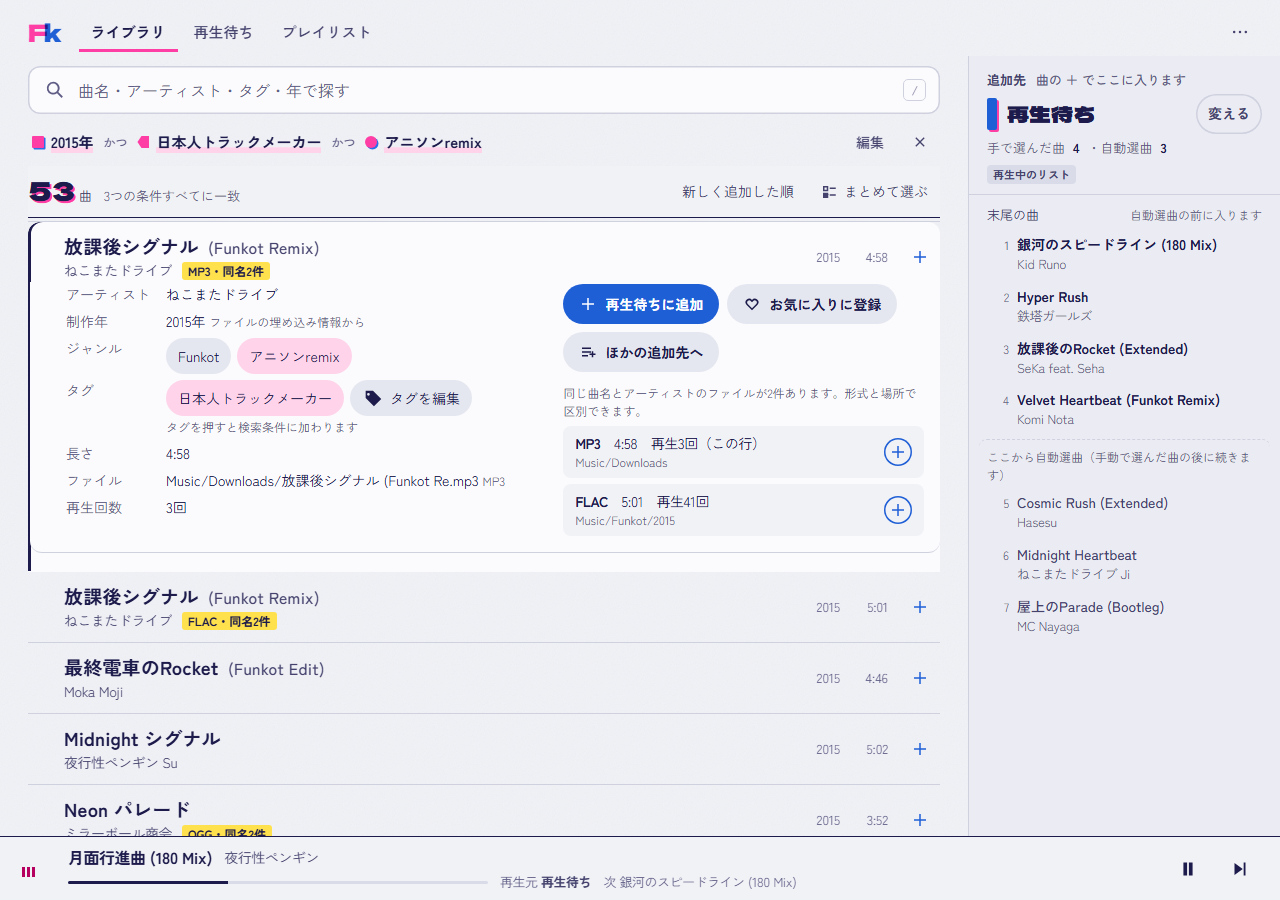 Fk ライブラリ 再生待ち プレイリスト ...
曲名・アーティスト・タグ・年で探す /
2015年 かつ 日本人トラックメーカー かつ アニソンremix 編集 ×
53曲 3つの条件すべてに一致 新しく追加した順 まとめて選ぶ
放課後シグナル (Funkot Remix)
ねこまたドライブ MP3・同名2件 2015 4:58 +
アーティスト ねこまたドライブ
制作年 2015年 ファイルの埋め込み情報から
ジャンル Funkot アニソンremix
タグ 日本人トラックメーカー タグを編集
タグを押すと検索条件に加わります
長さ 4:58
ファイル Music/Downloads/放課後シグナル (Funkot Re.mp3 MP3
再生回数 3回
+ 再生待ちに追加 お気に入りに登録
ほかの追加先へ
同じ曲名とアーティストのファイルが2件あります。形式と場所で
区別できます。
MP3 4:58 再生3回（この行）
Music/Downloads
FLAC 5:01 再生41回
Music/Funkot/2015
放課後シグナル (Funkot Remix)
ねこまたドライブ FLAC・同名2件 2015 5:01 +
最終電車のRocket (Funkot Edit)
Moka Moji 2015 4:46 +
Midnight シグナル
夜行性ペンギン Su 2015 5:02 +
Neon パレード
ミラーボール商会 OGG・同名2件 2015 3:52 +
追加先 曲の + でここに入ります
再生待ち 変える
手で選んだ曲 4 ・自動選曲 3
再生中のリスト
末尾の曲 自動選曲の前に入ります
1 銀河のスピードライン (180 Mix)
Kid Runo
2 Hyper Rush
鉄塔ガールズ
3 放課後のRocket (Extended)
SeKa feat. Seha
4 Velvet Heartbeat (Funkot Remix)
Komi Nota
ここから自動選曲（手動で選んだ曲の後に続きま
す）
5 Cosmic Rush (Extended)
Hasesu
6 Midnight Heartbeat
ねこまたドライブ Ji
7 屋上のParade (Bootleg)
MC Nayaga
月面行進曲 (180 Mix) 夜行性ペンギン
再生元 再生待ち 次 銀河のスピードライン (180 Mix)